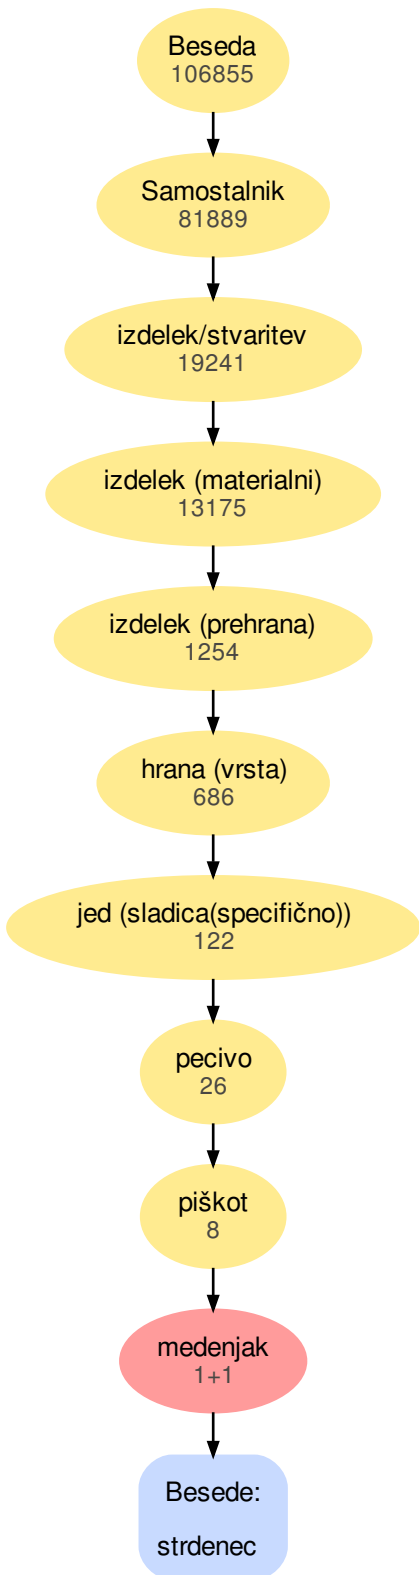 Beseda
106855
Samostalnik
81889
izdelek/stvaritev
19241
izdelek (materialni)
13175
izdelek (prehrana)
1254
hrana (vrsta)
686
jed (sladica(specifično))
122
pecivo
26
piškot
8
medenjak
1+1
Besede:
strdenec